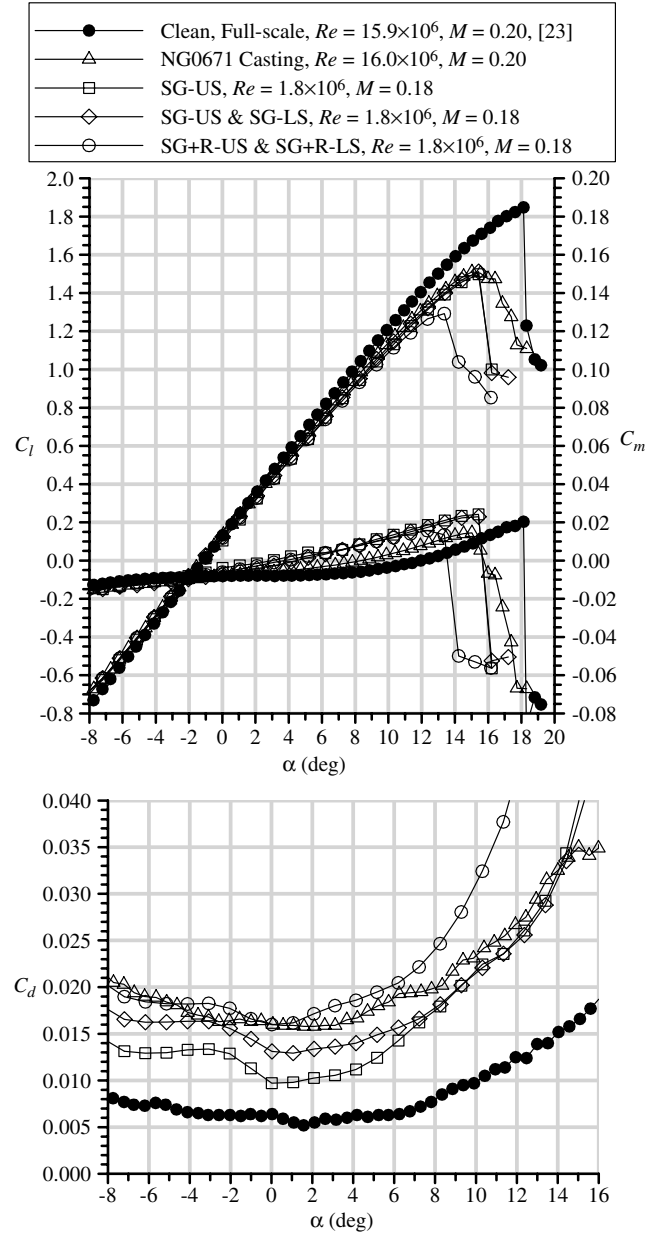 Clean, Full-scale, Re = 15.9×10⁶, M = 0.20, [23]
NG0671 Casting, Re = 16.0×10⁶, M = 0.20
SG-US, Re = 1.8×10⁶, M = 0.18
SG-US & SG-LS, Re = 1.8×10⁶, M = 0.18
SG+R-US & SG+R-LS, Re = 1.8×10⁶, M = 0.18
2.0 0.20
1.8 0.18
1.6 0.16
1.4 0.14
1.2 0.12
1.0 0.10
0.8 0.08
C_l 0.6 0.06 C_m
0.4 0.04
0.2 0.02
0.0 0.00
-0.2 -0.02
-0.4 -0.04
-0.6 -0.06
-0.8 -0.08
-8 -6 -4 -2 0 2 4 6 8 10 12 14 16 18 20
α (deg)
0.040
0.035
0.030
0.025
C_d 0.020
0.015
0.010
0.005
0.000
-8 -6 -4 -2 0 2 4 6 8 10 12 14 16
α (deg)